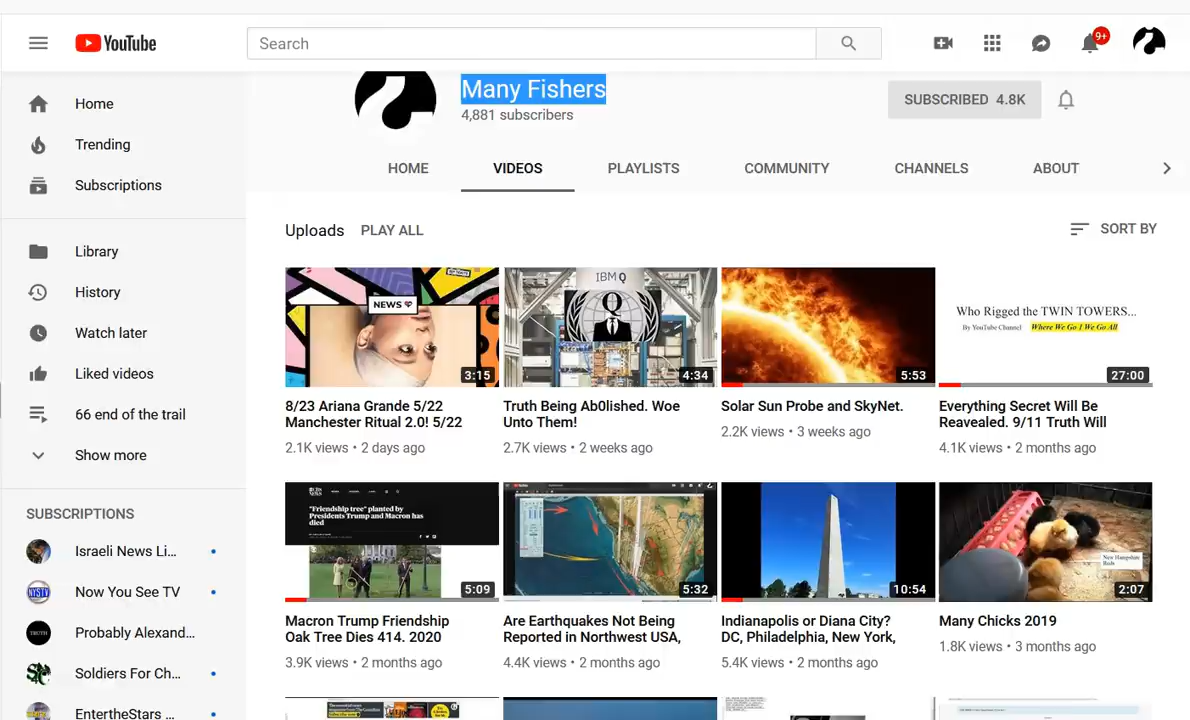 YouTube
Search
9+
Home
Trending
Subscriptions
Library
History
Watch later
Liked videos
66 end of the trail
Show more
SUBSCRIPTIONS
Israeli News Li...
Now You See TV
Probably Alexand...
Soldiers For Ch...
EntertheStars ...
Many Fishers
4,881 subscribers
SUBSCRIBED 4.8K
HOME
VIDEOS
PLAYLISTS
COMMUNITY
CHANNELS
ABOUT
Uploads
PLAY ALL
SORT BY
NEWS
3:15
8/23 Ariana Grande 5/22
Manchester Ritual 2.0! 5/22
2.1K views • 2 days ago
IBM Q
Q
4:34
Truth Being Ab0lished. Woe
Unto Them!
2.7K views • 2 weeks ago
5:53
Solar Sun Probe and SkyNet.
2.2K views • 3 weeks ago
Who Rigged the TWIN TOWERS...
By YouTube Channel Where We Go 1 We Go All
27:00
Everything Secret Will Be
Reavealed. 9/11 Truth Will
4.1K views • 2 months ago
"Friendship tree" planted by
Presidents Trump and Macron has
died
5:09
Macron Trump Friendship
Oak Tree Dies 414. 2020
3.9K views • 2 months ago
5:32
Are Earthquakes Not Being
Reported in Northwest USA,
4.4K views • 2 months ago
10:54
Indianapolis or Diana City?
DC, Philadelphia, New York,
5.4K views • 2 months ago
New Hampshire
Reds
2:07
Many Chicks 2019
1.8K views • 3 months ago